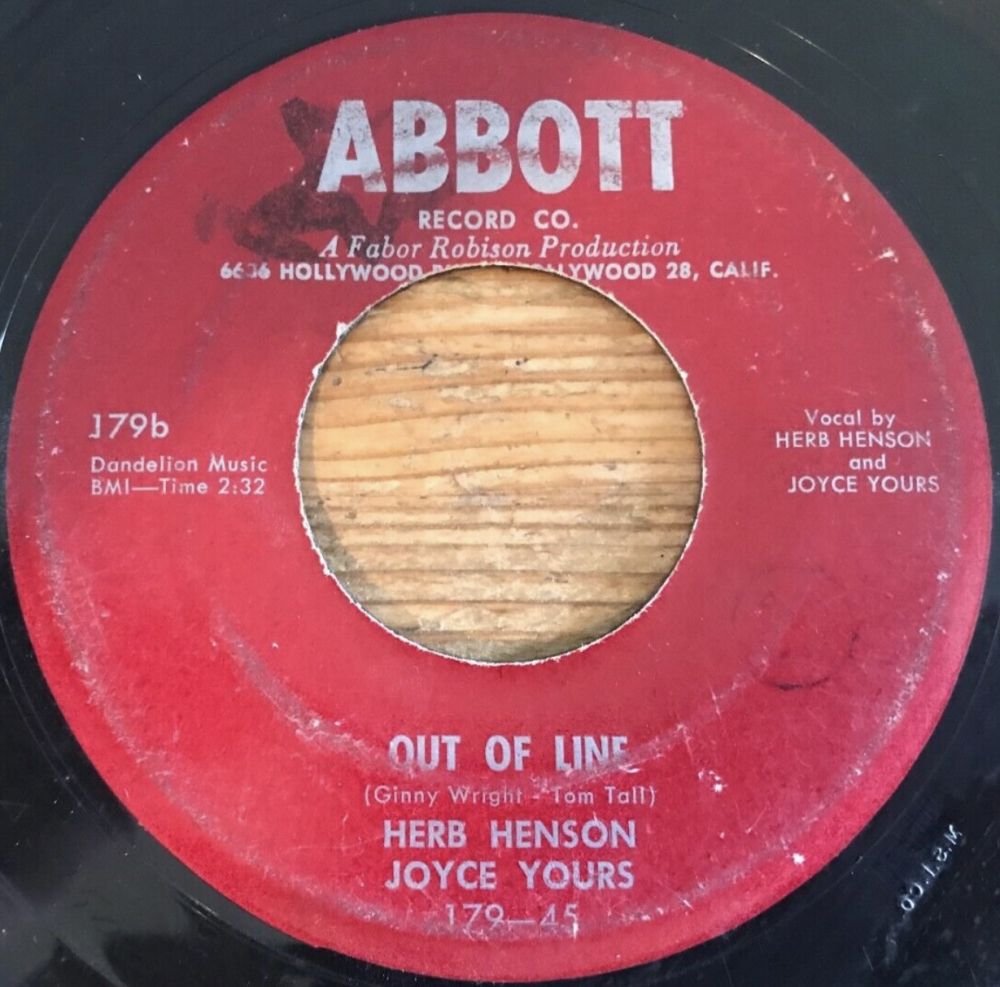 ABBOTT
RECORD CO.
A Fabor Robison Production
HOLLYWOOD 28, CALIF.
179b
Dandelion Music
BMI—Time 2:32
Vocal by
HERB HENSON
and
JOYCE YOURS
OUT OF LINE
(Ginny Wright - Tom Tall)
HERB HENSON
JOYCE YOURS
179—45